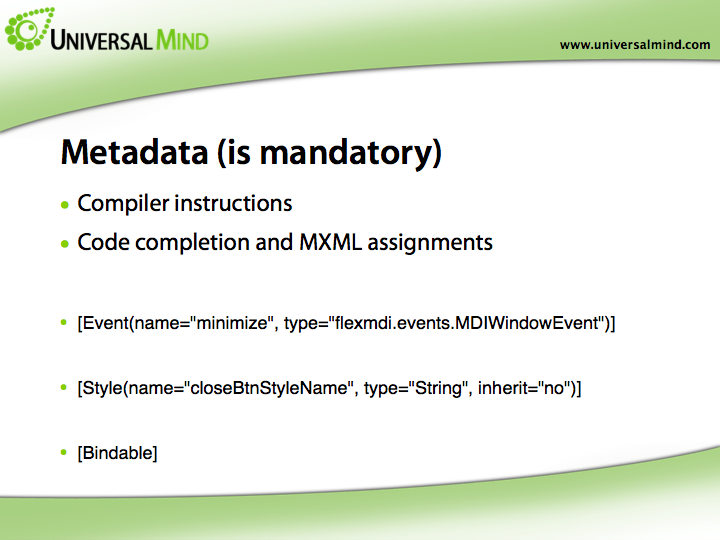 UNIVERSAL MIND
www.universalmind.com
Metadata (is mandatory)
• Compiler instructions
• Code completion and MXML assignments
• [Event(name="minimize", type="flexmdi.events.MDIWindowEvent")]
• [Style(name="closeBtnStyleName", type="String", inherit="no")]
• [Bindable]